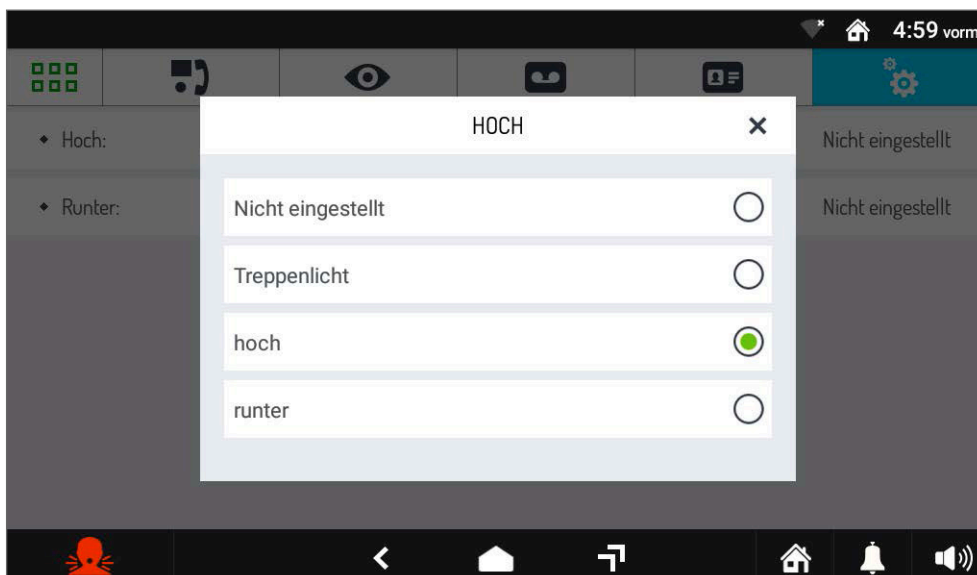 4:59 vorm
HOCH
Hoch:
Nicht eingestellt
Runter:
Nicht eingestellt
Nicht eingestellt
Treppenlicht
hoch
runter